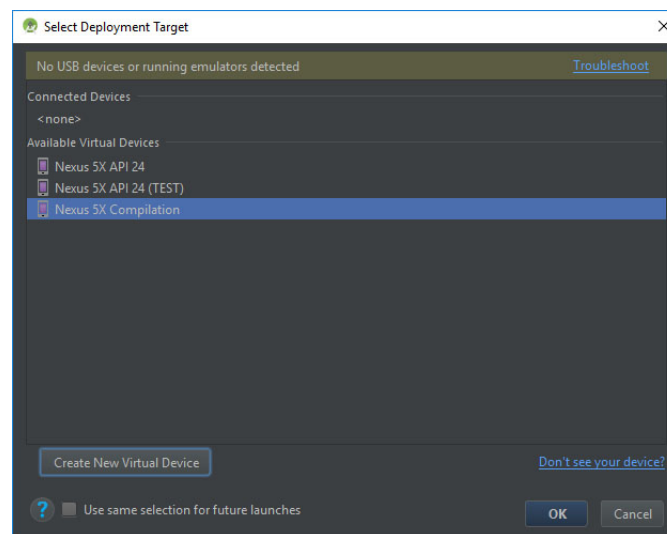 Select Deployment Target
No USB devices or running emulators detected Troubleshoot
Connected Devices
<none>
Available Virtual Devices
Nexus 5X API 24
Nexus 5X API 24 (TEST)
Nexus 5X Compilation
Create New Virtual Device Don't see your device?
? Use same selection for future launches OK Cancel